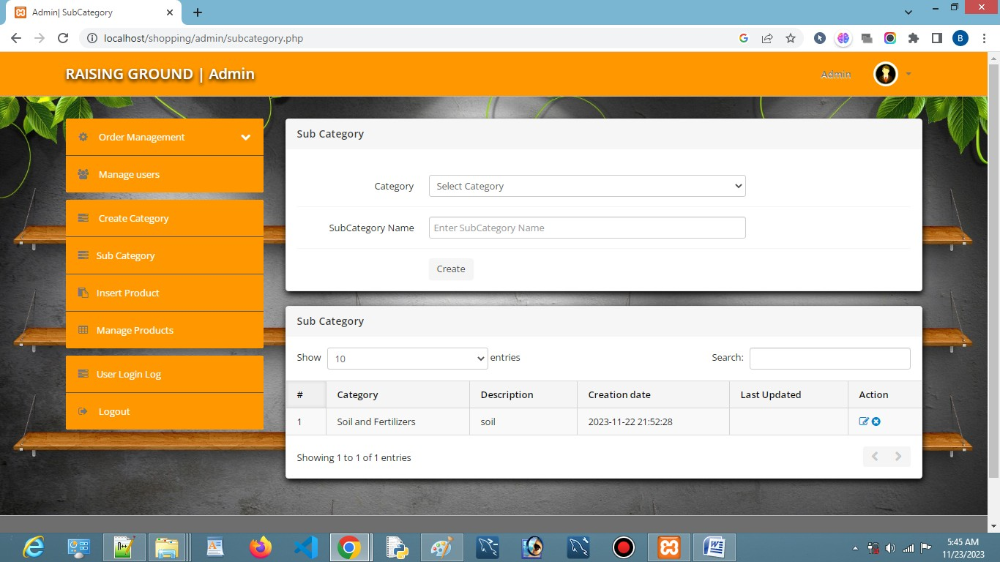 Admin| SubCategory
localhost/shopping/admin/subcategory.php
B
RAISING GROUND | Admin
Admin
Order Management
Manage users
Create Category
Sub Category
Insert Product
Manage Products
User Login Log
Logout
Sub Category
Category Select Category
SubCategory Name Enter SubCategory Name
Create
Sub Category
Show 10 entries Search:
# Category Description Creation date Last Updated Action
1 Soil and Fertilizers soil 2023-11-22 21:52:28
Showing 1 to 1 of 1 entries
5:45 AM
11/23/2023